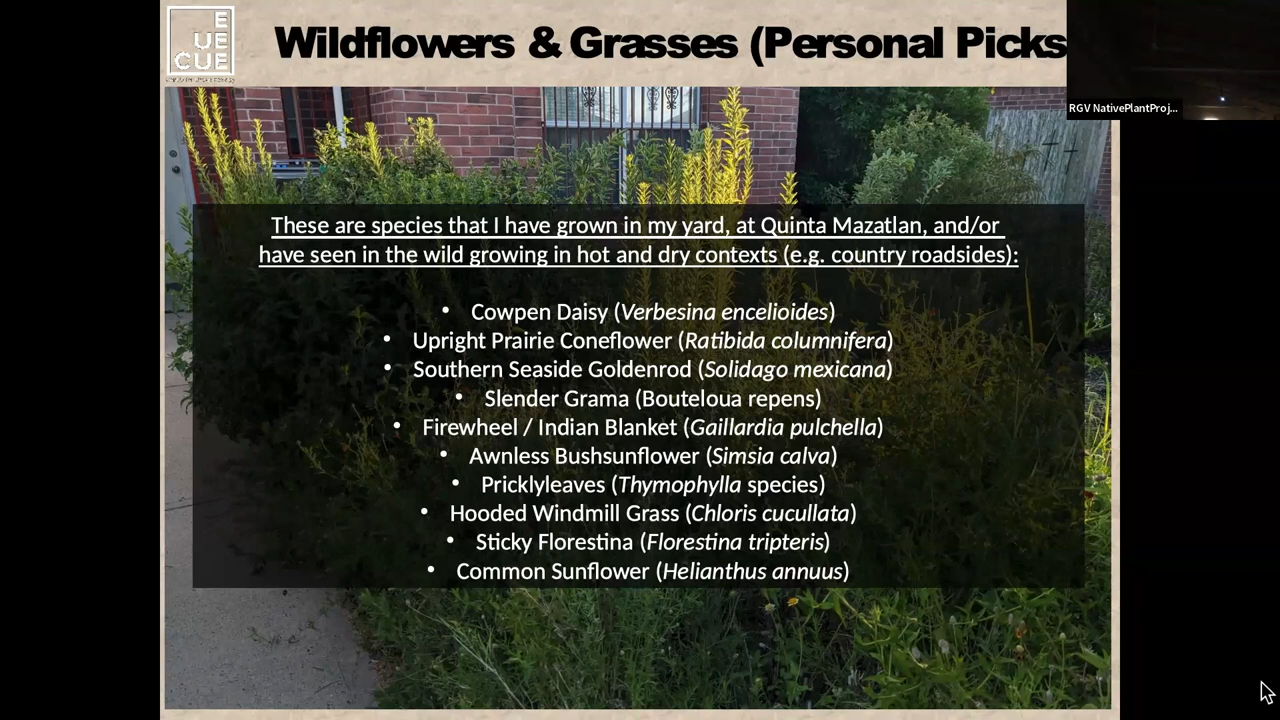 E
UE
CUE
Wildflowers & Grasses (Personal Picks
RGV NativePlantProj...
These are species that I have grown in my yard, at Quinta Mazatlan, and/or
have seen in the wild growing in hot and dry contexts (e.g. country roadsides):
• Cowpen Daisy (Verbesina encelioides)
• Upright Prairie Coneflower (Ratibida columnifera)
• Southern Seaside Goldenrod (Solidago mexicana)
• Slender Grama (Bouteloua repens)
• Firewheel / Indian Blanket (Gaillardia pulchella)
• Awnless Bushsunflower (Simsia calva)
• Pricklyleaves (Thymophylla species)
• Hooded Windmill Grass (Chloris cucullata)
• Sticky Florestina (Florestina tripteris)
• Common Sunflower (Helianthus annuus)